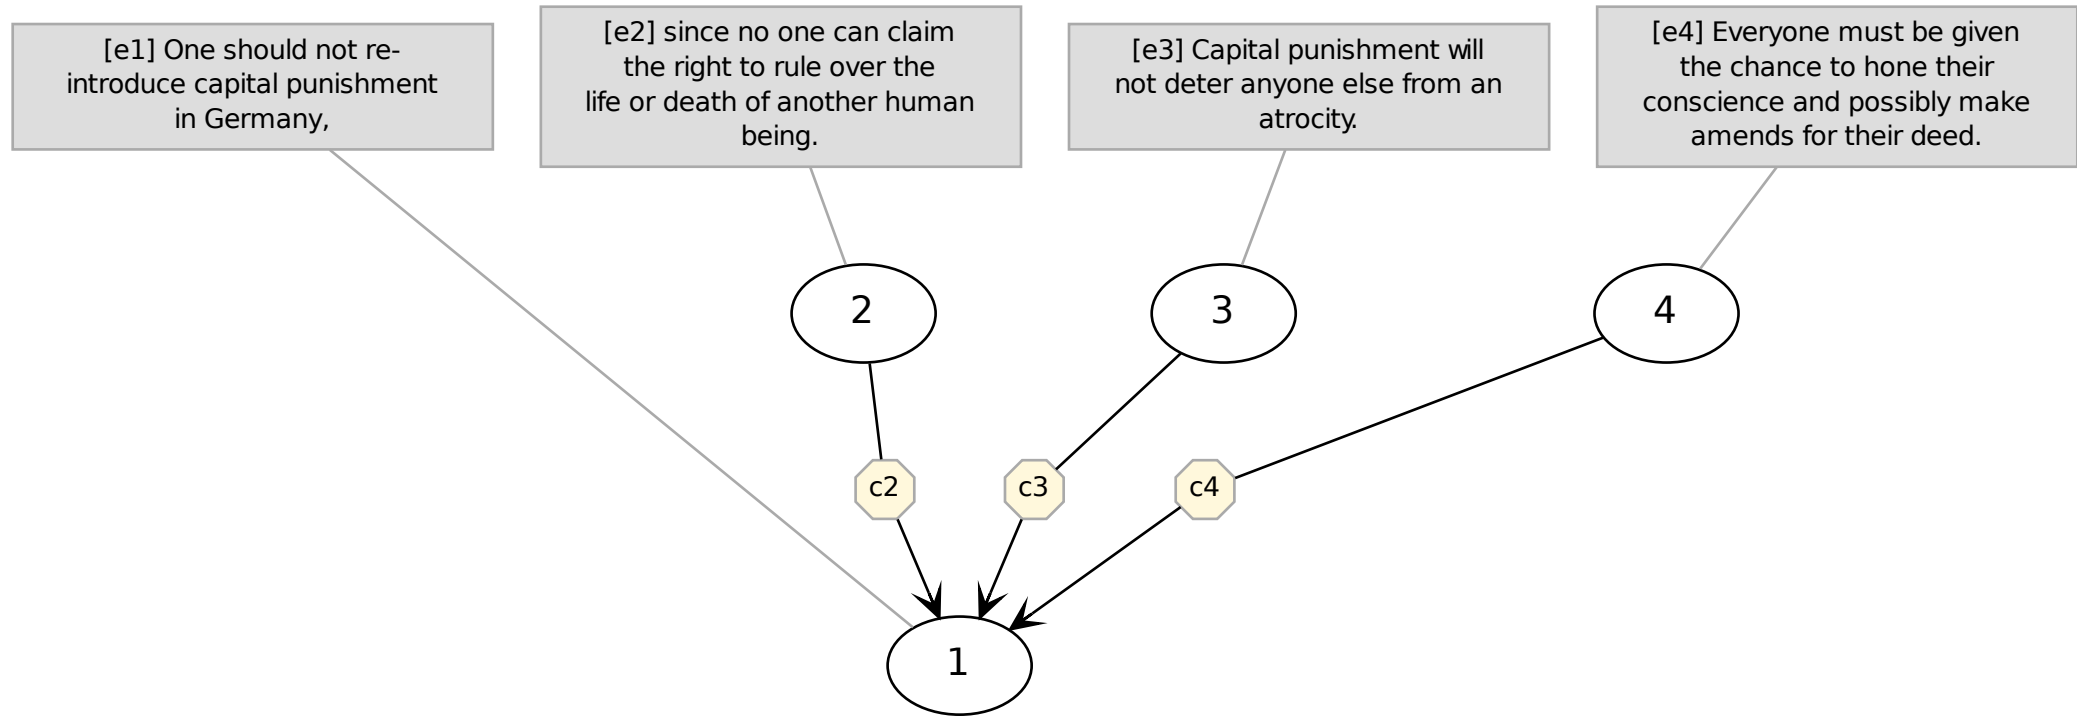 [e1] One should not re-
introduce capital punishment
in Germany,
[e2] since no one can claim
the right to rule over the
life or death of another human
being.
[e3] Capital punishment will
not deter anyone else from an
atrocity.
[e4] Everyone must be given
the chance to hone their
conscience and possibly make
amends for their deed.
2
3
4
c2
c3
c4
1